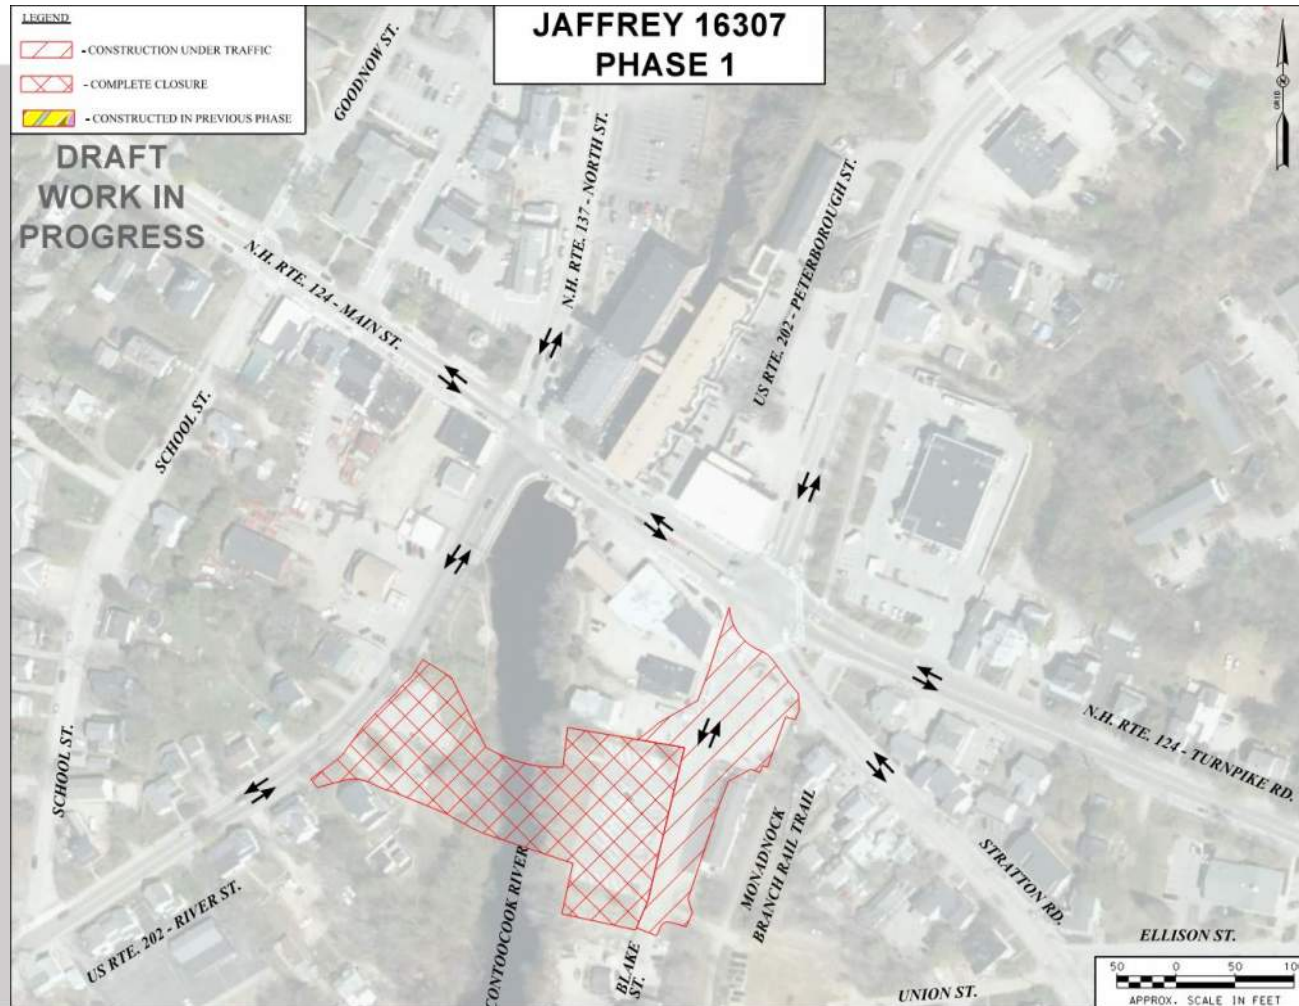 LEGEND
- CONSTRUCTION UNDER TRAFFIC
- COMPLETE CLOSURE
- CONSTRUCTED IN PREVIOUS PHASE
JAFFREY 16307
PHASE 1
DRAFT
WORK IN
PROGRESS
GRID
GOODNOW ST.
N.H. RTE. 137 - NORTH ST.
US RTE. 202 - PETERBOROUGH ST.
N.H. RTE. 124 - MAIN ST.
SCHOOL ST.
SCHOOL ST.
N.H. RTE. 124 - TURNPIKE RD.
MONADNOCK
BRANCH RAIL TRAIL
STRATTON RD.
US RTE. 202 - RIVER ST.
CONTOOCOOK RIVER
BLAKE
ST.
ELLISON ST.
UNION ST.
50 0 50 100
APPROX. SCALE IN FEET